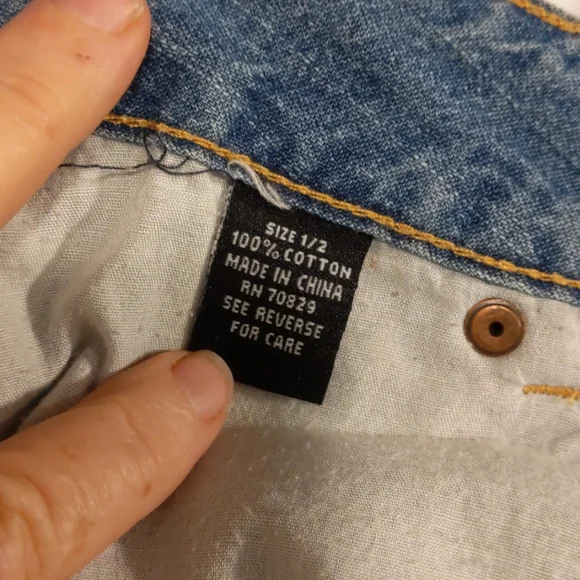 SIZE 1/2
100% COTTON
MADE IN CHINA
RN 70829
SEE REVERSE
FOR CARE